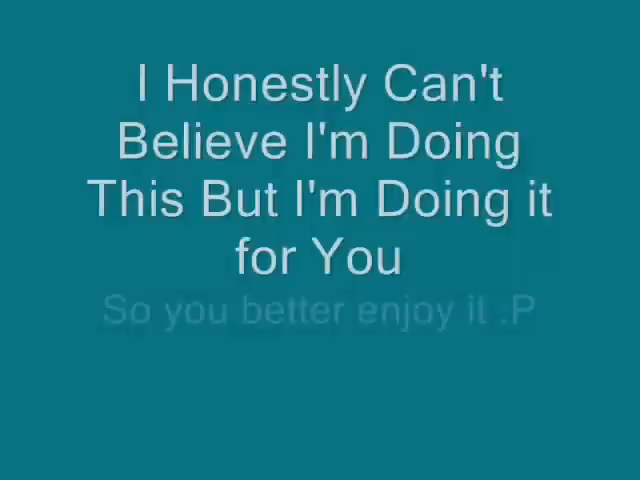 I Honestly Can't
Believe I'm Doing
This But I'm Doing it
for You
So you better enjoy it :P